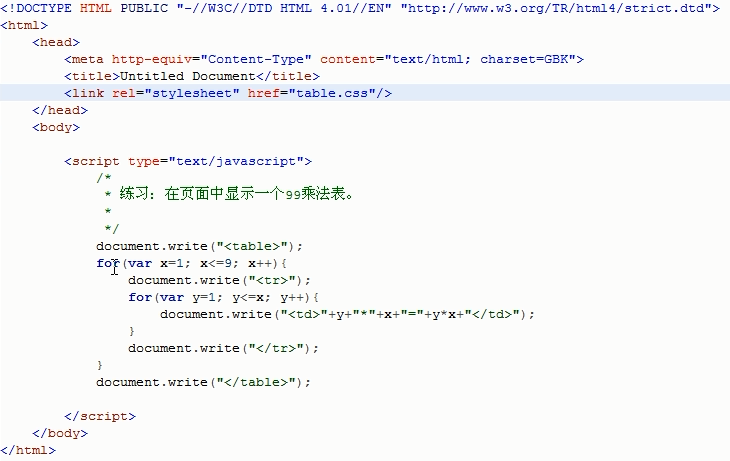 <!DOCTYPE HTML PUBLIC "-//W3C//DTD HTML 4.01//EN" "http://www.w3.org/TR/html4/strict.dtd">
<html>
<head>
<meta http-equiv="Content-Type" content="text/html; charset=GBK">
<title>Untitled Document</title>
<link rel="stylesheet" href="table.css"/>
</head>
<body>
<script type="text/javascript">
/*
* 练习：在页面中显示一个99乘法表。
*
*/
document.write("<table>");
for(var x=1; x<=9; x++){
document.write("<tr>");
for(var y=1; y<=x; y++){
document.write("<td>"+y+"*"+x+"="+y*x+"</td>");
}
document.write("</tr>");
}
document.write("</table>");
</script>
</body>
</html>